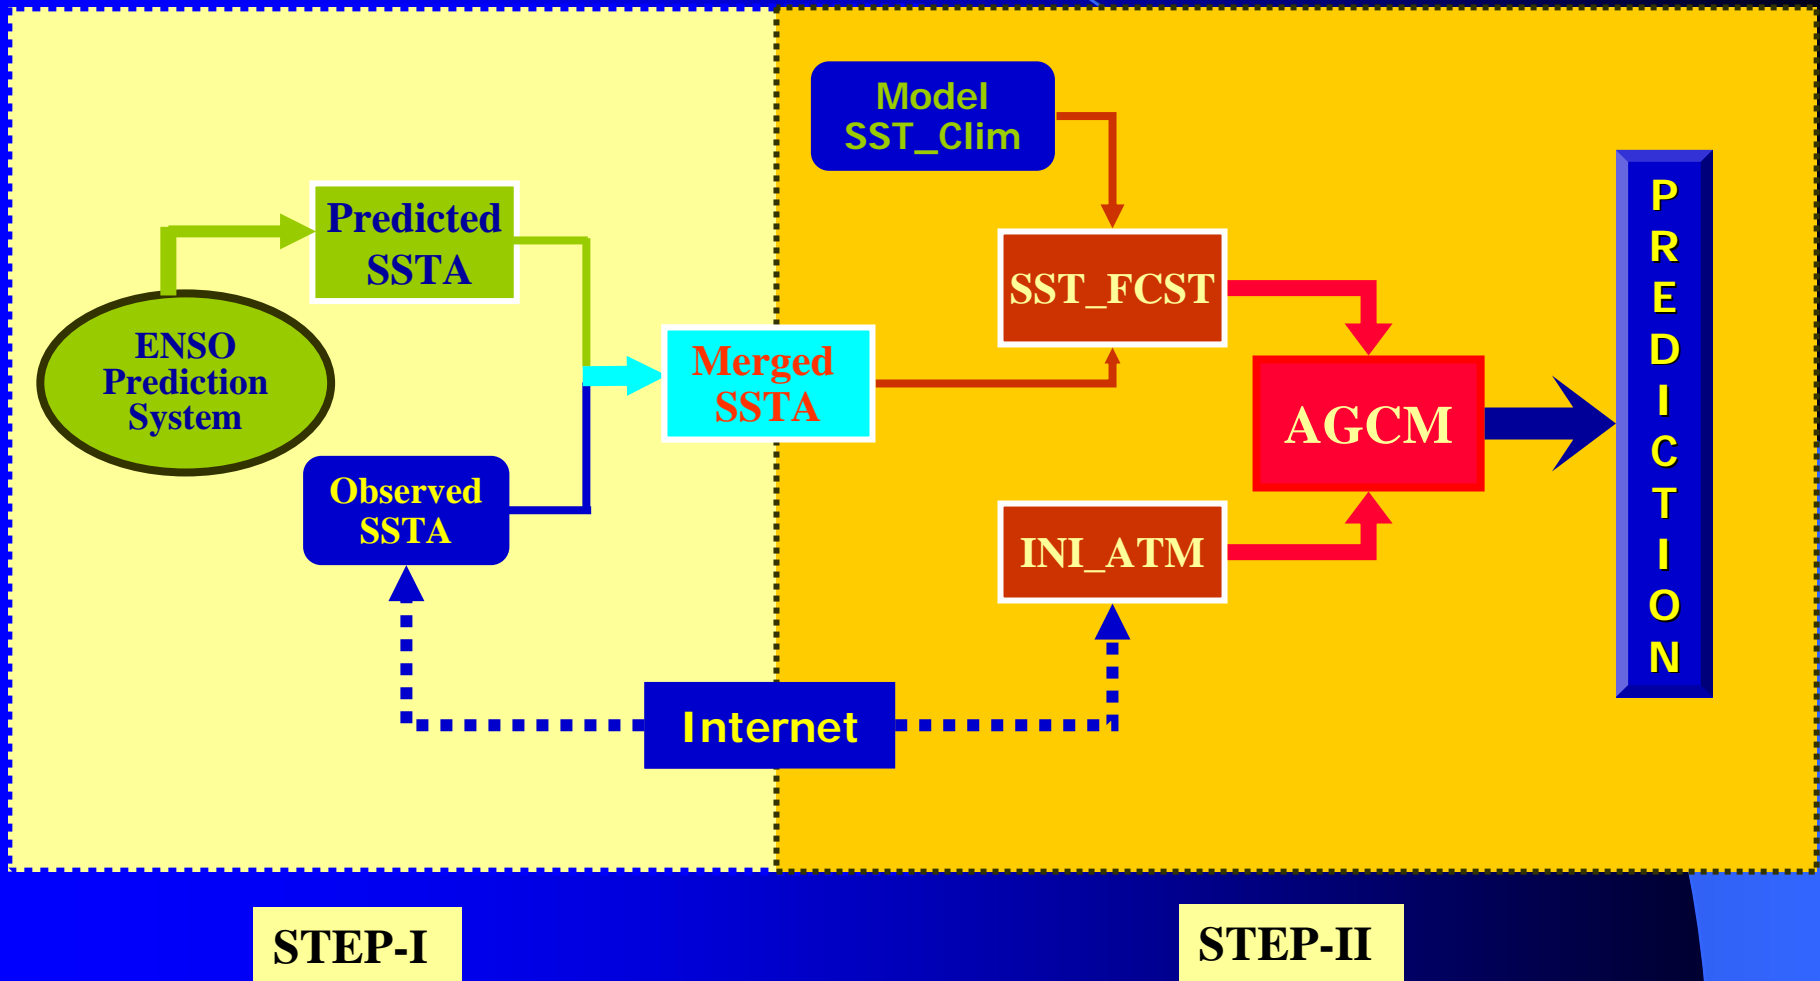 Model
SST_Clim
Predicted
SSTA
SST_FCST
ENSO
Prediction
System
Merged
SSTA
AGCM
Observed
SSTA
INI_ATM
Internet
P
R
E
D
I
C
T
I
O
N
STEP-I
STEP-II